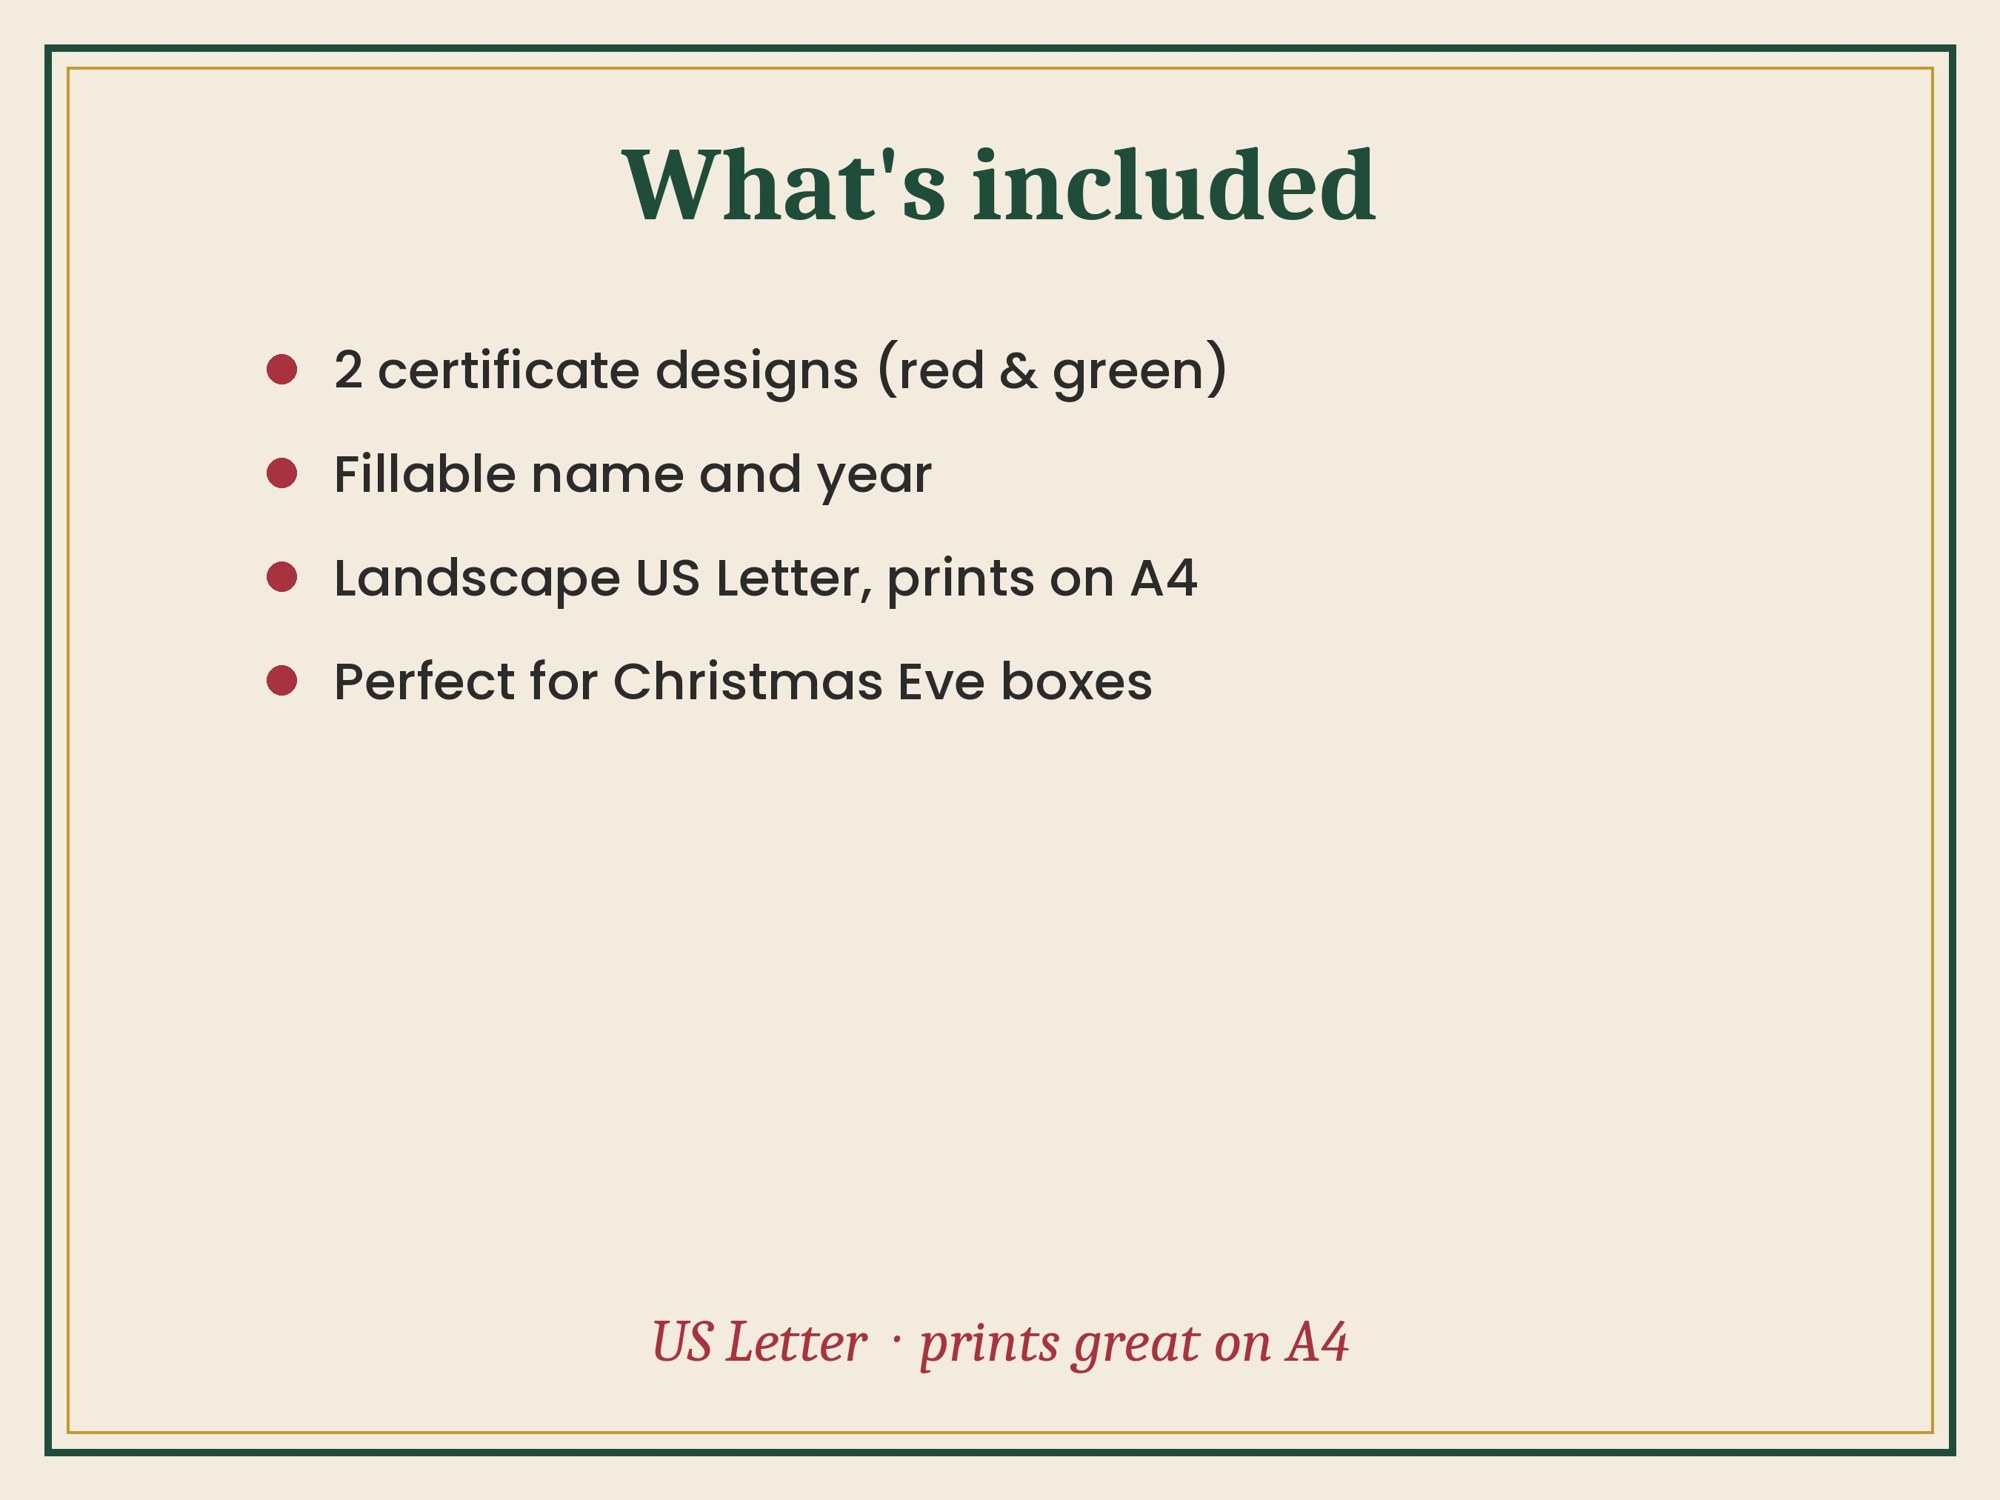 What's included
2 certificate designs (red & green)
Fillable name and year
Landscape US Letter, prints on A4
Perfect for Christmas Eve boxes
US Letter · prints great on A4